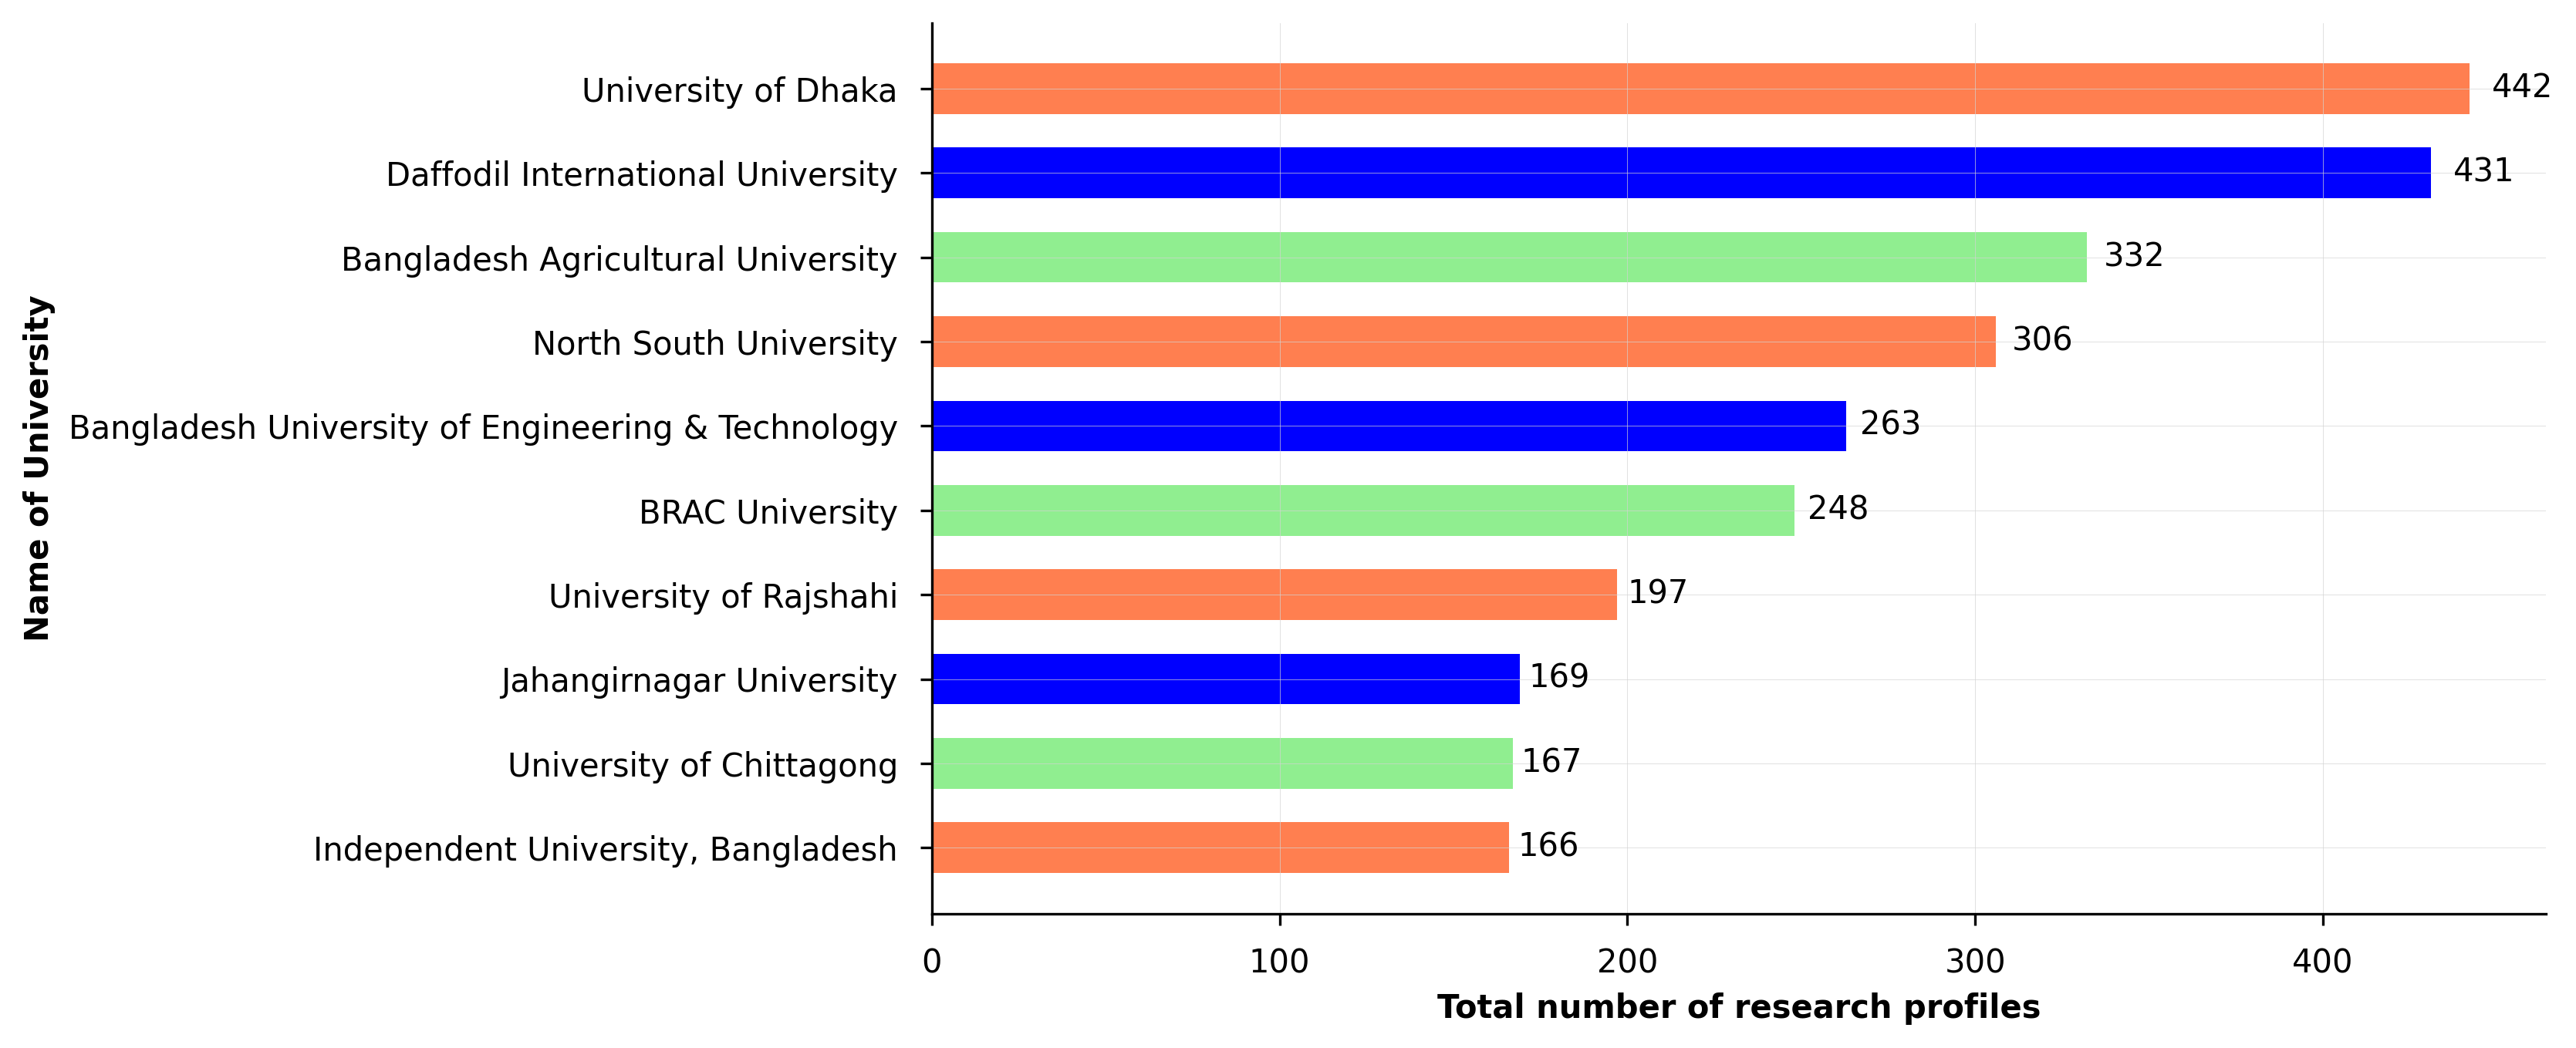 Name of University
University of Dhaka 442
Daffodil International University 431
Bangladesh Agricultural University 332
North South University 306
Bangladesh University of Engineering & Technology 263
BRAC University 248
University of Rajshahi 197
Jahangirnagar University 169
University of Chittagong 167
Independent University, Bangladesh 166
0 100 200 300 400
Total number of research profiles